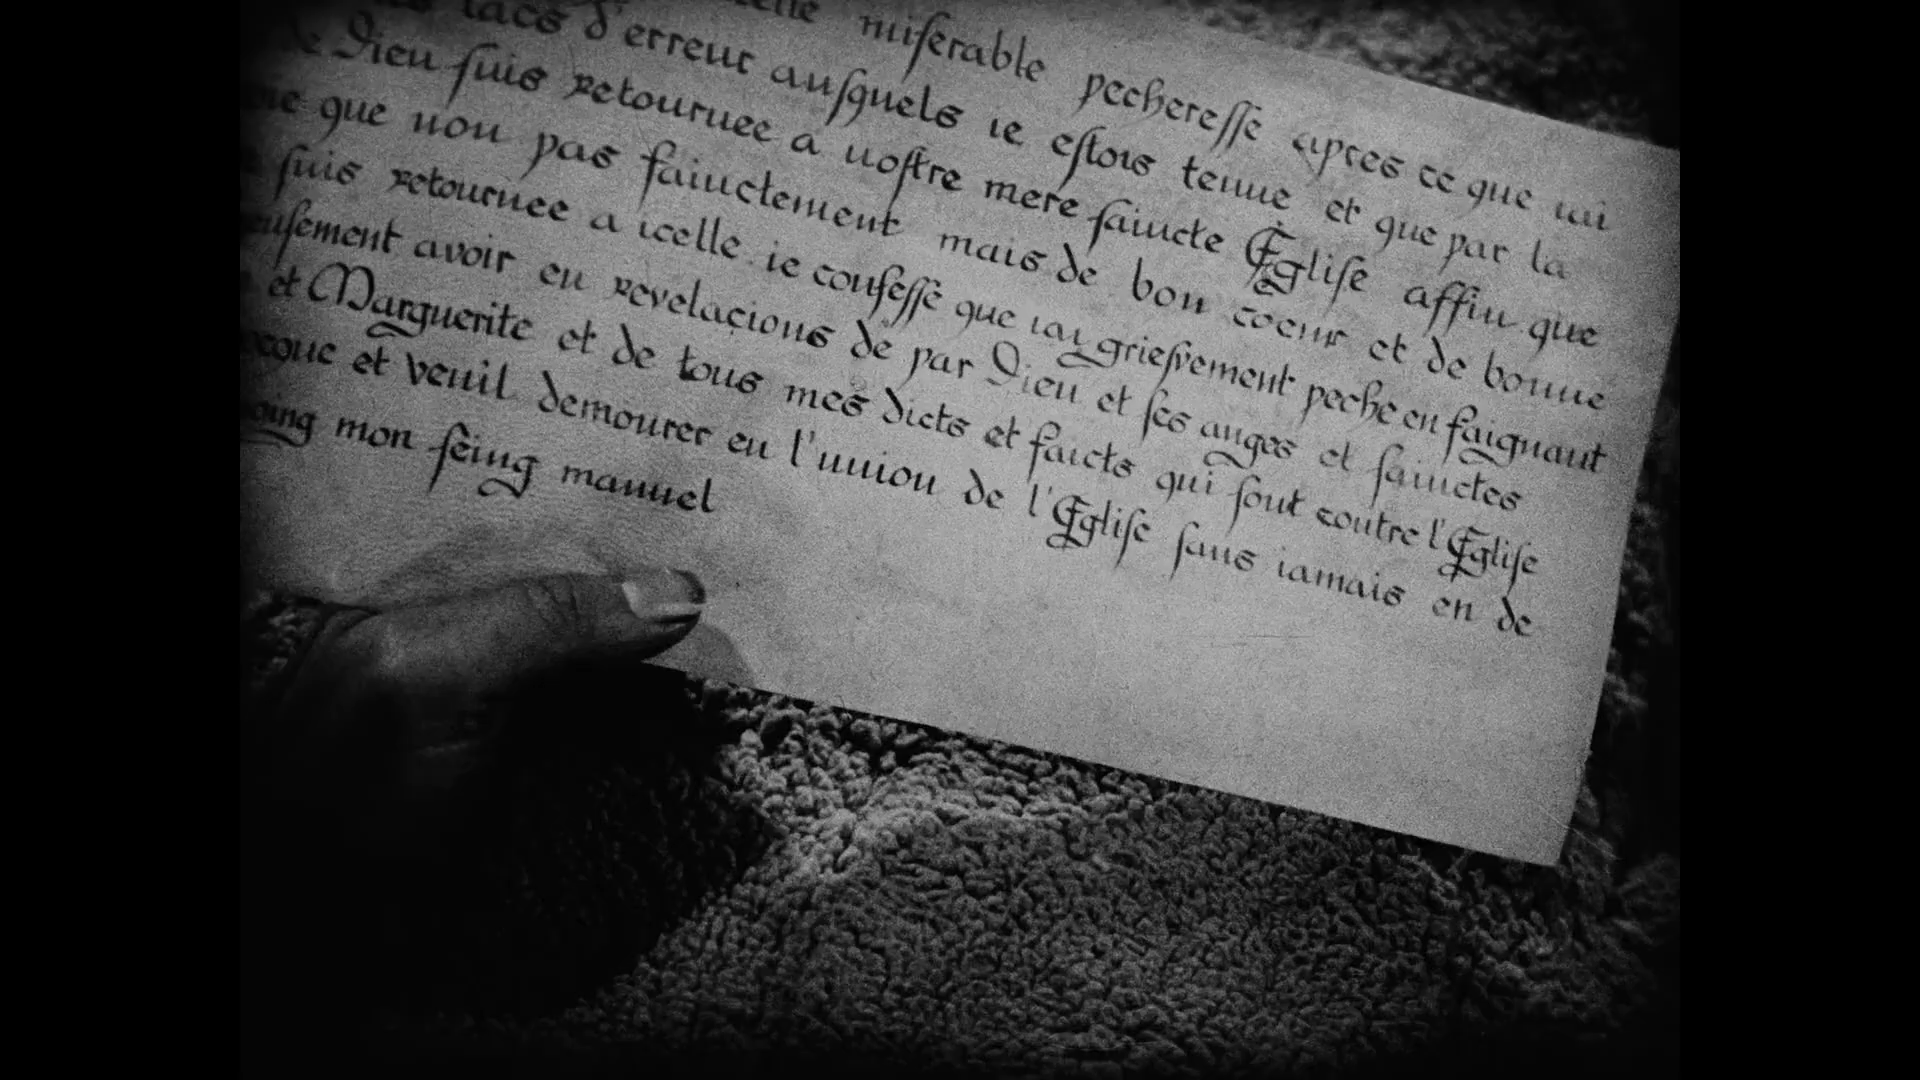 miſerable pechereſſe apres ce que iai
lacs d'erreur auſquels ie eſtois tenue et que par la
de Dieu ſuis retournee a noſtre mere ſaincte Egliſe affin que
que non pas fainctement mais de bon coeur et de bonne
ſuis retournee a icelle ie confeſſe que iay griefvement peche en faignant
avoir eu revelacions de par Dieu et ſes anges et ſainctes
et Marguerite et de tous mes dicts et faicts qui ſont contre l'Egliſe
et veuil demourer en l'union de l'Egliſe ſans iamais en de
mon ſeing manuel